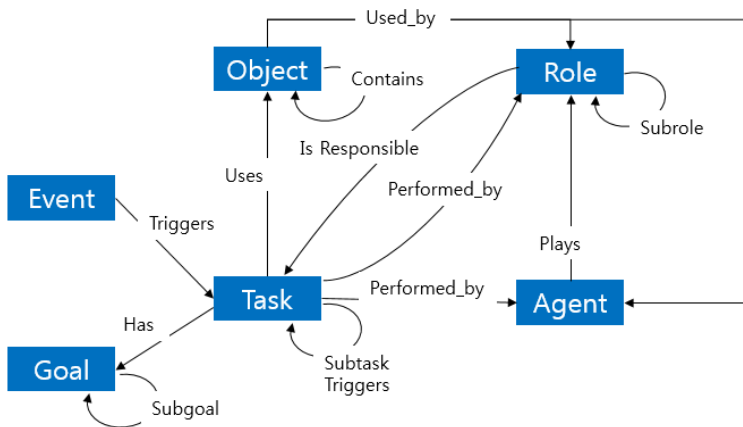 Used_by
Object
Role
Contains
Subrole
Is Responsible
Uses
Performed_by
Event
Triggers
Plays
Task
Performed_by
Agent
Has
Subtask
Triggers
Goal
Subgoal